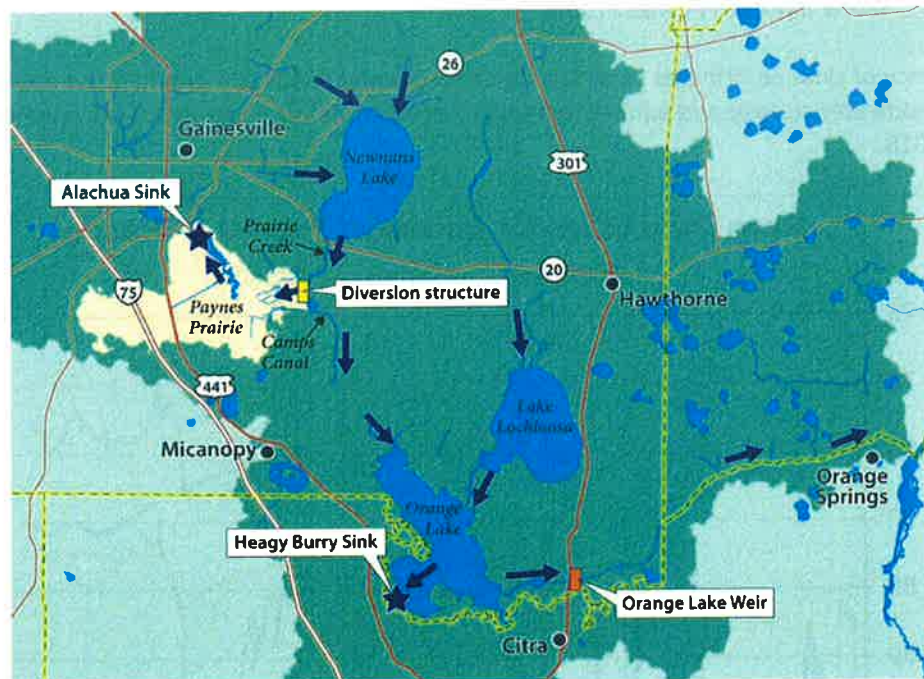 26
Gainesville
Newnans
Lake
301
Alachua Sink
Prairie
Creek
20
Diversion structure
Hawthorne
75
Paynes
Prairie
Camps
Canal
441
Lake
Lochloosa
Micanopy
Orange
Springs
Orange
Lake
Heagy Burry Sink
Orange Lake Weir
Citra